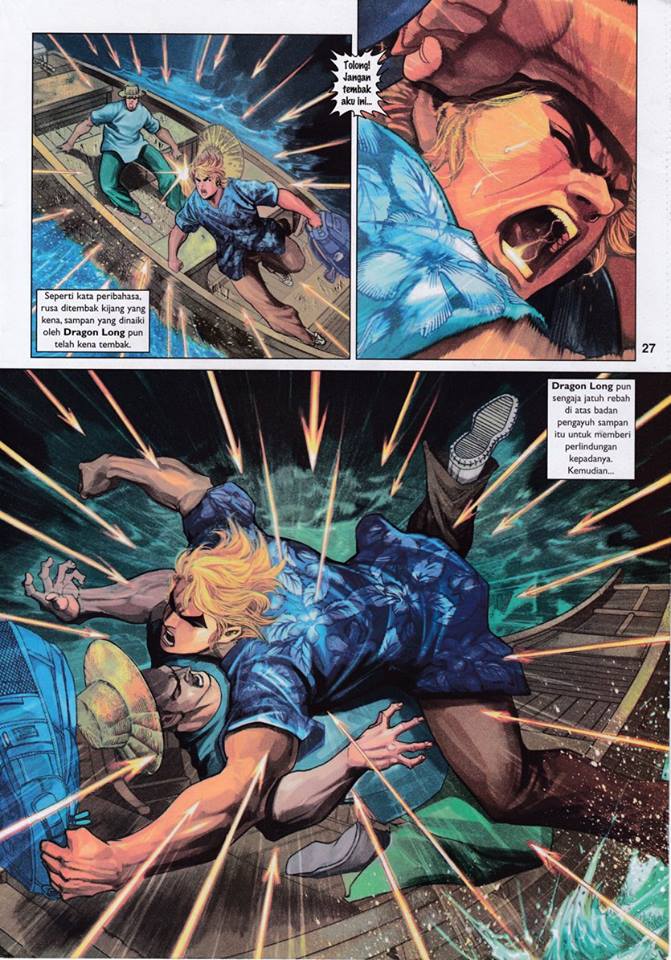 Tolong!
Jangan
tembak
aku ini...
Seperti kata peribahasa,
rusa ditembak kijang yang
kena, sampan yang dinaiki
oleh Dragon Long pun
telah kena tembak.
27
Dragon Long pun
sengaja jatuh rebah
di atas badan
pengayuh sampan
itu untuk memberi
perlindungan
kepadanya.
Kemudian...